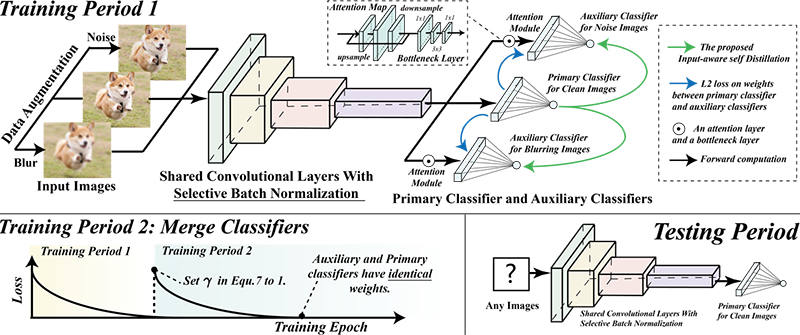 Training Period 1
Data Augmentation
Noise
Blur
Input Images
Shared Convolutional Layers With
Selective Batch Normalization
Attention Map
downsample
upsample
1x1
3x3
1x1
Bottleneck Layer
Attention
Module
Attention
Module
Auxiliary Classifier
for Noise Images
Primary Classifier
for Clean Images
Auxiliary Classifier
for Blurring Images
Primary Classifier and Auxiliary Classifiers
The proposed
Input-aware self Distillation
L2 loss on weights
between primary classifier
and auxiliary classifiers
An attention layer
and a bottleneck layer
Forward computation
Training Period 2: Merge Classifiers
Training Period 1
Training Period 2
Loss
Set γ in Equ.7 to 1.
Auxiliary and Primary
classifiers have identical
weights.
Training Epoch
Testing Period
?
Any Images
Shared Convolutional Layers With
Selective Batch Normalization
Primary Classifier
for Clean Images